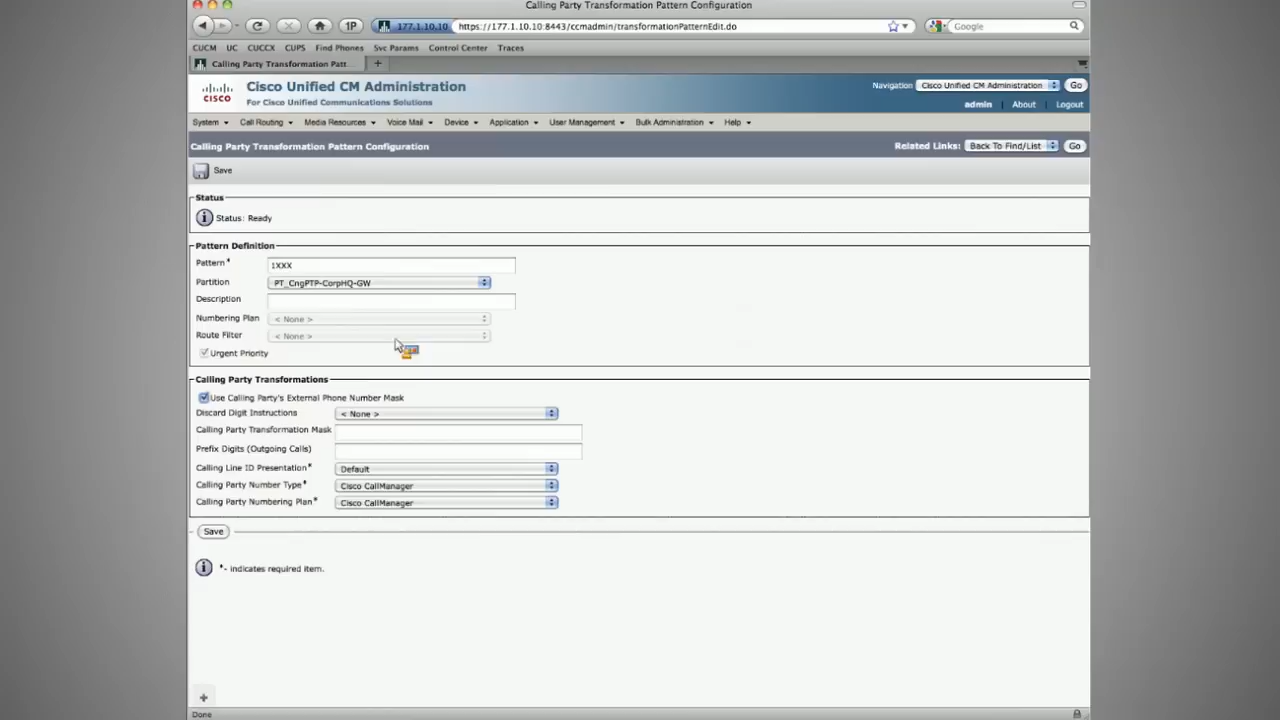 Calling Party Transformation Pattern Configuration
1P 177.1.10.10 https://177.1.10.10:8443/ccmadmin/transformationPatternEdit.do Google
CUCM UC CUCCX CUPS Find Phones Svc Params Control Center Traces
Calling Party Transformation Patt... +
CISCO Cisco Unified CM Administration Navigation Cisco Unified CM Administration Go
For Cisco Unified Communications Solutions admin | About | Logout
System Call Routing Media Resources Voice Mail Device Application User Management Bulk Administration Help
Calling Party Transformation Pattern Configuration Related Links: Back To Find/List Go
Save
Status
Status: Ready
Pattern Definition
Pattern* 1XXX
Partition PT_CngPTP-CorpHQ-GW
Description
Numbering Plan < None >
Route Filter < None >
Urgent Priority
Calling Party Transformations
Use Calling Party's External Phone Number Mask
Discard Digit Instructions < None >
Calling Party Transformation Mask
Prefix Digits (Outgoing Calls)
Calling Line ID Presentation* Default
Calling Party Number Type* Cisco CallManager
Calling Party Numbering Plan* Cisco CallManager
Save
*- indicates required item.
Done